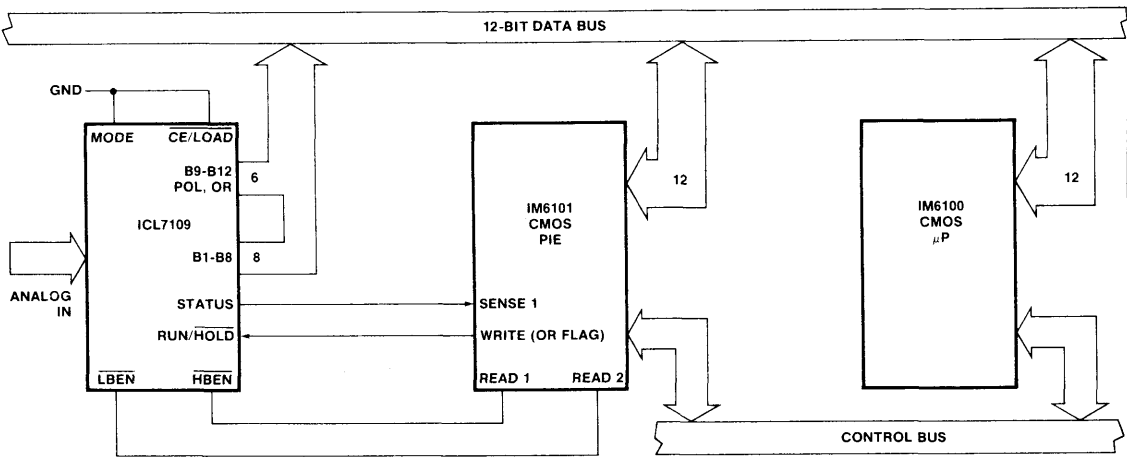 12-BIT DATA BUS
GND
MODE
CE/LOAD
B9-B12
POL, OR
6
ICL7109
B1-B8
8
ANALOG
IN
STATUS
RUN/HOLD
LBEN
HBEN
12
IM6101
CMOS
PIE
SENSE 1
WRITE (OR FLAG)
READ 1
READ 2
12
IM6100
CMOS
μP
CONTROL BUS